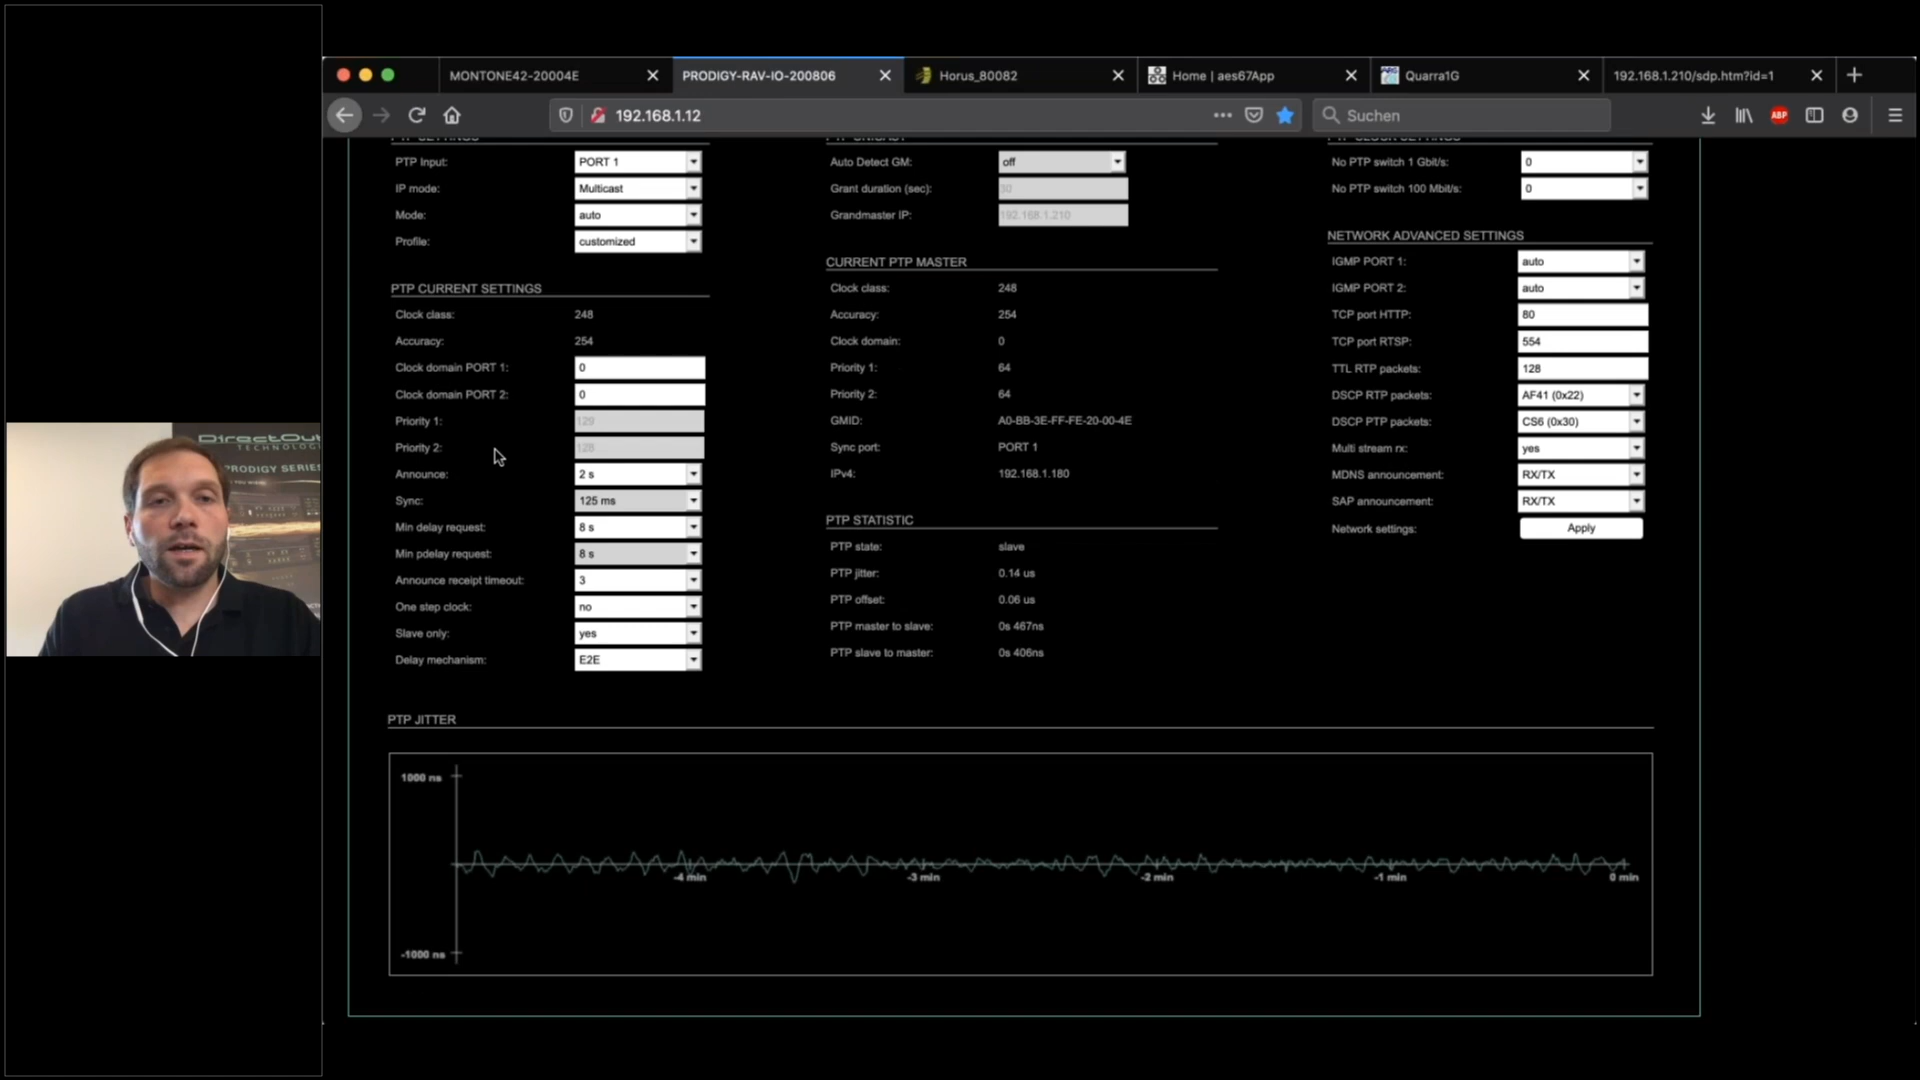 MONTONE42-20004E
PRODIGY-RAV-IO-200806
Horus_80082
Home | aes67App
Quarra1G
192.168.1.210/sdp.htm?id=1
192.168.1.12
Suchen
ABP
PTP Input: PORT 1
IP mode: Multicast
Mode: auto
Profile: customized
PTP CURRENT SETTINGS
Clock class: 248
Accuracy: 254
Clock domain PORT 1: 0
Clock domain PORT 2: 0
Priority 1: 129
Priority 2: 128
Announce: 2 s
Sync: 125 ms
Min delay request: 8 s
Min pdelay request: 8 s
Announce receipt timeout: 3
One step clock: no
Slave only: yes
Delay mechanism: E2E
Auto Detect GM: off
Grant duration (sec): 30
Grandmaster IP: 192.168.1.210
CURRENT PTP MASTER
Clock class: 248
Accuracy: 254
Clock domain: 0
Priority 1: 64
Priority 2: 64
GMID: A0-BB-3E-FF-FE-20-00-4E
Sync port: PORT 1
IPv4: 192.168.1.180
PTP STATISTIC
PTP state: slave
PTP jitter: 0.14 us
PTP offset: 0.06 us
PTP master to slave: 0s 467ns
PTP slave to master: 0s 406ns
No PTP switch 1 Gbit/s: 0
No PTP switch 100 Mbit/s: 0
NETWORK ADVANCED SETTINGS
IGMP PORT 1: auto
IGMP PORT 2: auto
TCP port HTTP: 80
TCP port RTSP: 554
TTL RTP packets: 128
DSCP RTP packets: AF41 (0x22)
DSCP PTP packets: CS6 (0x30)
Multi stream rx: yes
MDNS announcement: RX/TX
SAP announcement: RX/TX
Network settings: Apply
PTP JITTER
1000 ns
-4 min
-3 min
-2 min
-1 min
0 min
-1000 ns
DirectOut
TECHNOLOGI
PRODIGY SERIES